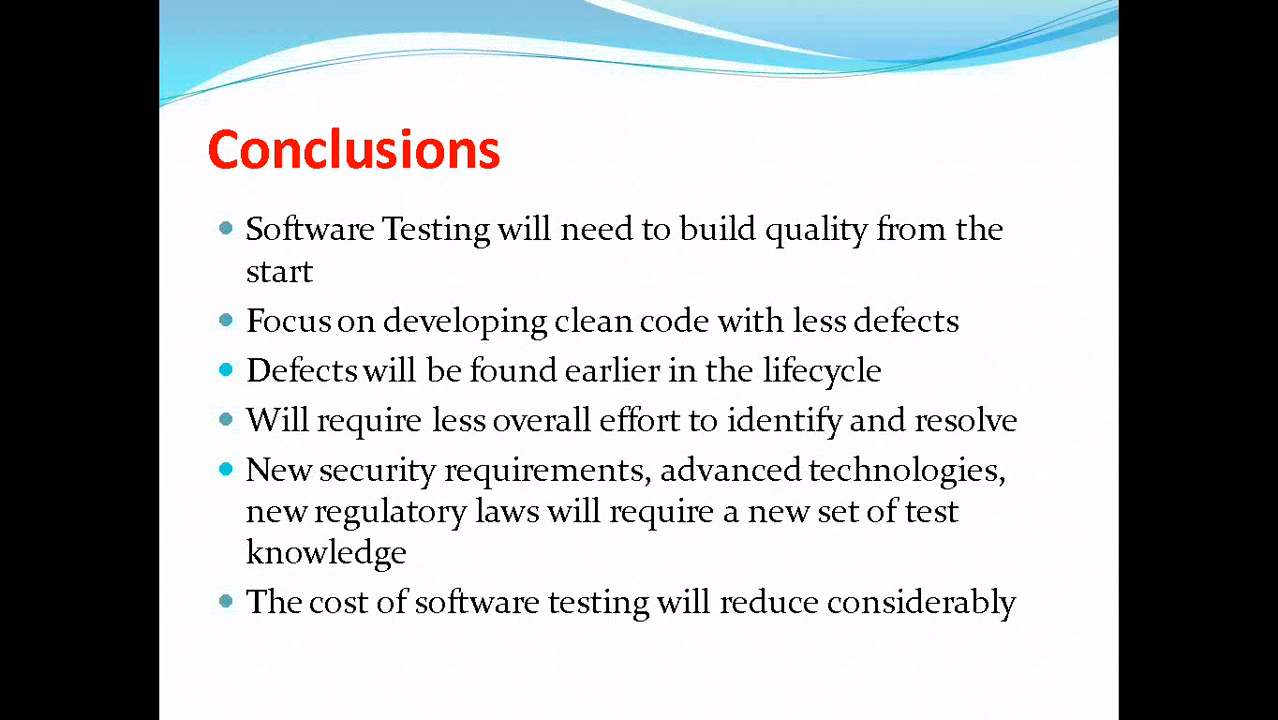 Conclusions
Software Testing will need to build quality from the
start
Focus on developing clean code with less defects
Defects will be found earlier in the lifecycle
Will require less overall effort to identify and resolve
New security requirements, advanced technologies,
new regulatory laws will require a new set of test
knowledge
The cost of software testing will reduce considerably